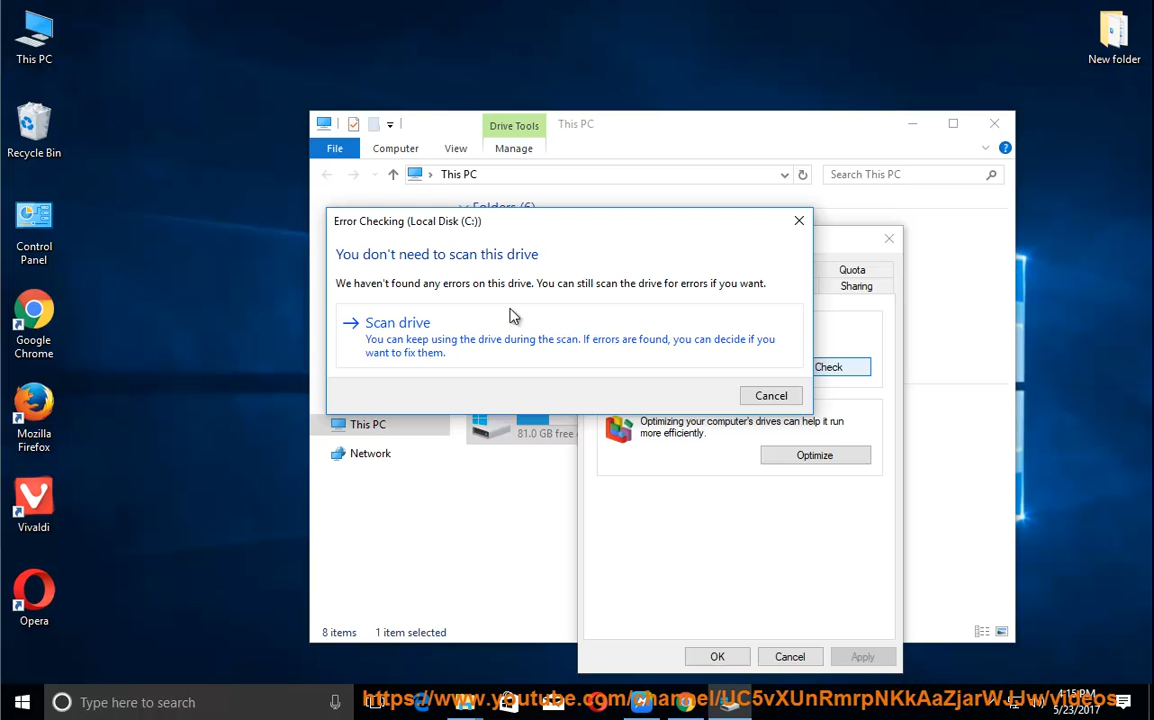 This PC
New folder
Recycle Bin
Control
Panel
Google
Chrome
Mozilla
Firefox
Vivaldi
Opera
Drive Tools
This PC
File
Computer
View
Manage
This PC
Search This PC
Folders (6)
Error Checking (Local Disk (C:))
You don't need to scan this drive
We haven't found any errors on this drive. You can still scan the drive for errors if you want.
Scan drive
You can keep using the drive during the scan. If errors are found, you can decide if you
want to fix them.
Cancel
Quota
Sharing
Check
This PC
81.0 GB free
Network
Optimizing your computer's drives can help it run
more efficiently.
Optimize
8 items
1 item selected
OK
Cancel
Apply
Type here to search
4:15 PM
5/23/2017